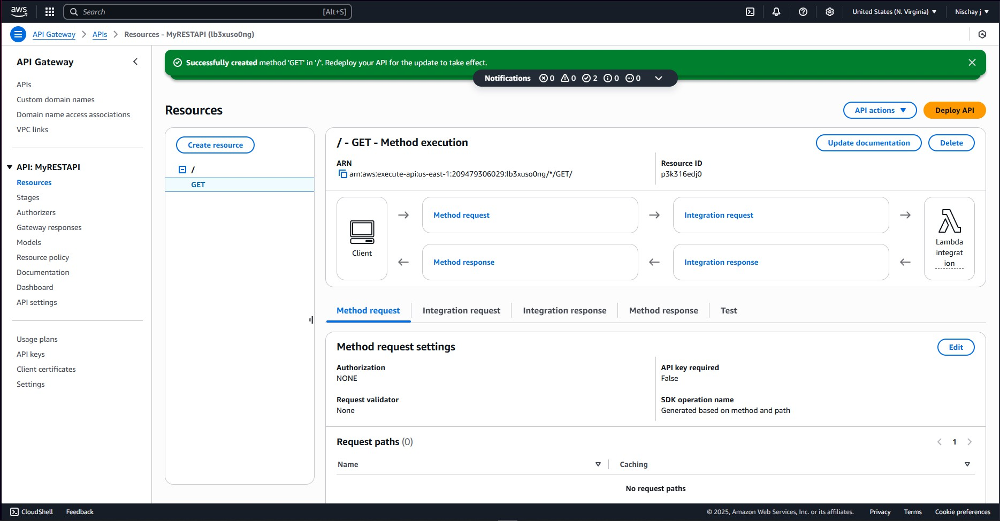 aws
Search [Alt+S]
United States (N. Virginia)
Nischay j
API Gateway
APIs
Resources - MyRESTAPI (lb3xuso0ng)
API Gateway
APIs
Custom domain names
Domain name access associations
VPC links
API: MyRESTAPI
Resources
Stages
Authorizers
Gateway responses
Models
Resource policy
Documentation
Dashboard
API settings
Usage plans
API keys
Client certificates
Settings
Successfully created method 'GET' in '/'. Redeploy your API for the update to take effect.
Notifications 0 0 2 0 0
Resources
API actions
Deploy API
Create resource
/
GET
/ - GET - Method execution
Update documentation
Delete
ARN
arn:aws:execute-api:us-east-1:209479306029:lb3xuso0ng/*/GET/
Resource ID
p3k316edj0
Client
Method request
Integration request
Method response
Integration response
Lambda
integrat
ion
Method request
Integration request
Integration response
Method response
Test
Method request settings
Edit
Authorization
NONE
API key required
False
Request validator
None
SDK operation name
Generated based on method and path
Request paths (0)
1
Name
Caching
No request paths
CloudShell
Feedback
© 2025, Amazon Web Services, Inc. or its affiliates.
Privacy
Terms
Cookie preferences